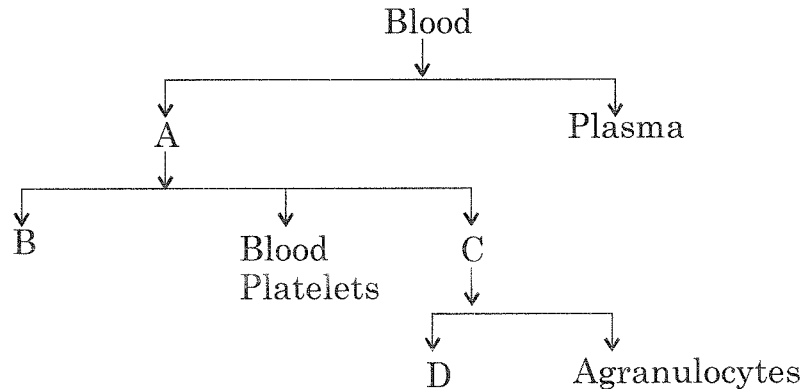 Blood
A
Plasma
B
Blood
Platelets
C
D
Agranulocytes